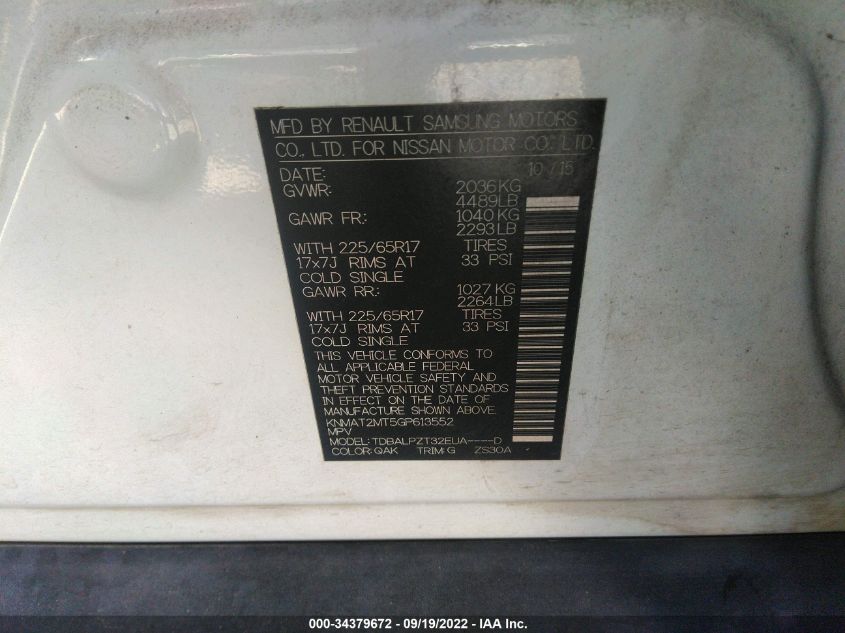 MFD BY RENAULT SAMSUNG MOTORS
CO., LTD. FOR NISSAN MOTOR CO., LTD.
DATE: 10 / 15
GVWR: 2036KG
4489LB
GAWR FR.: 1040KG
2293LB
WITH 225/65R17 TIRES
17x7J RIMS AT 33 PSI
COLD SINGLE
GAWR RR.: 1027KG
2264LB
WITH 225/65R17 TIRES
17x7J RIMS AT 33 PSI
COLD SINGLE
THIS VEHICLE CONFORMS TO
ALL APPLICABLE FEDERAL
MOTOR VEHICLE SAFETY AND
THEFT PREVENTION STANDARDS
IN EFFECT ON THE DATE OF
MANUFACTURE SHOWN ABOVE.
KNMAT2MT5GP613552
MPV
MODEL: TDBALPZT32EUA----D
COLOR: QAK TRIM: G ZS30A
000-34379672 - 09/19/2022 - IAA Inc.